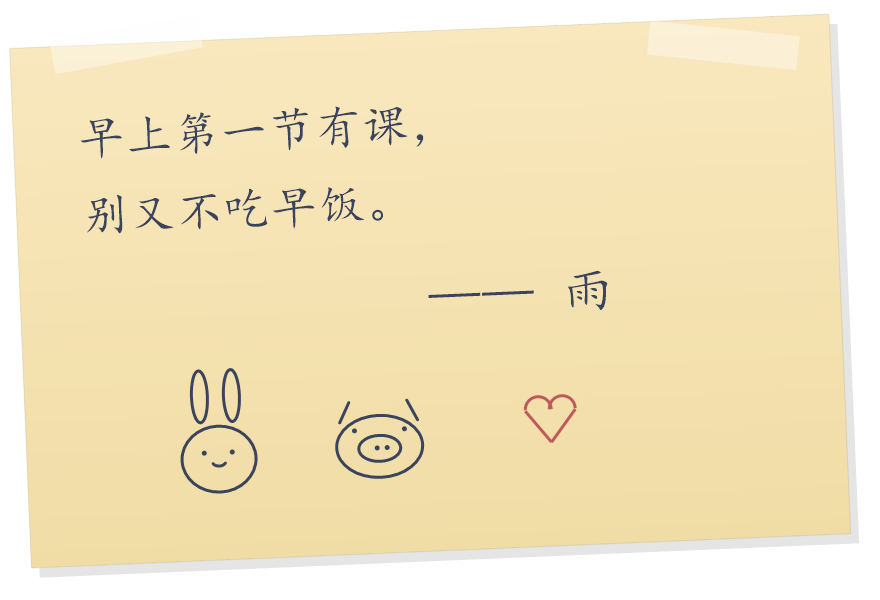 早上第一节有课，
别又不吃早饭。
—— 雨